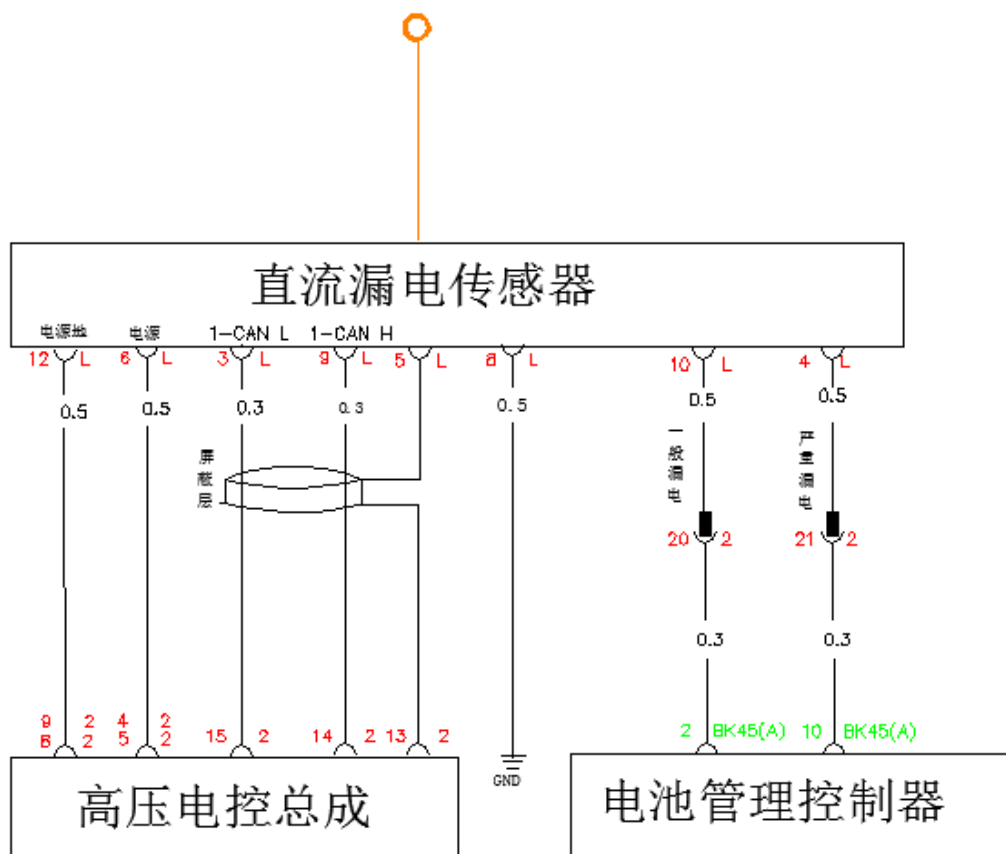 直流漏电传感器
电源地 电源 1-CAN L 1-CAN H
12 L 6 L 3 L 9 L 5 L 8 L 10 L 4 L
0.5 0.5 0.3 0.3 0.5 0.5 0.5
屏蔽层
一般漏电
严重漏电
20 2 21 2
0.3 0.3
9 2 4 2
8 2 5 2 15 2 14 2 13 2
2 BK45(A) 10 BK45(A)
GND
高压电控总成
电池管理控制器